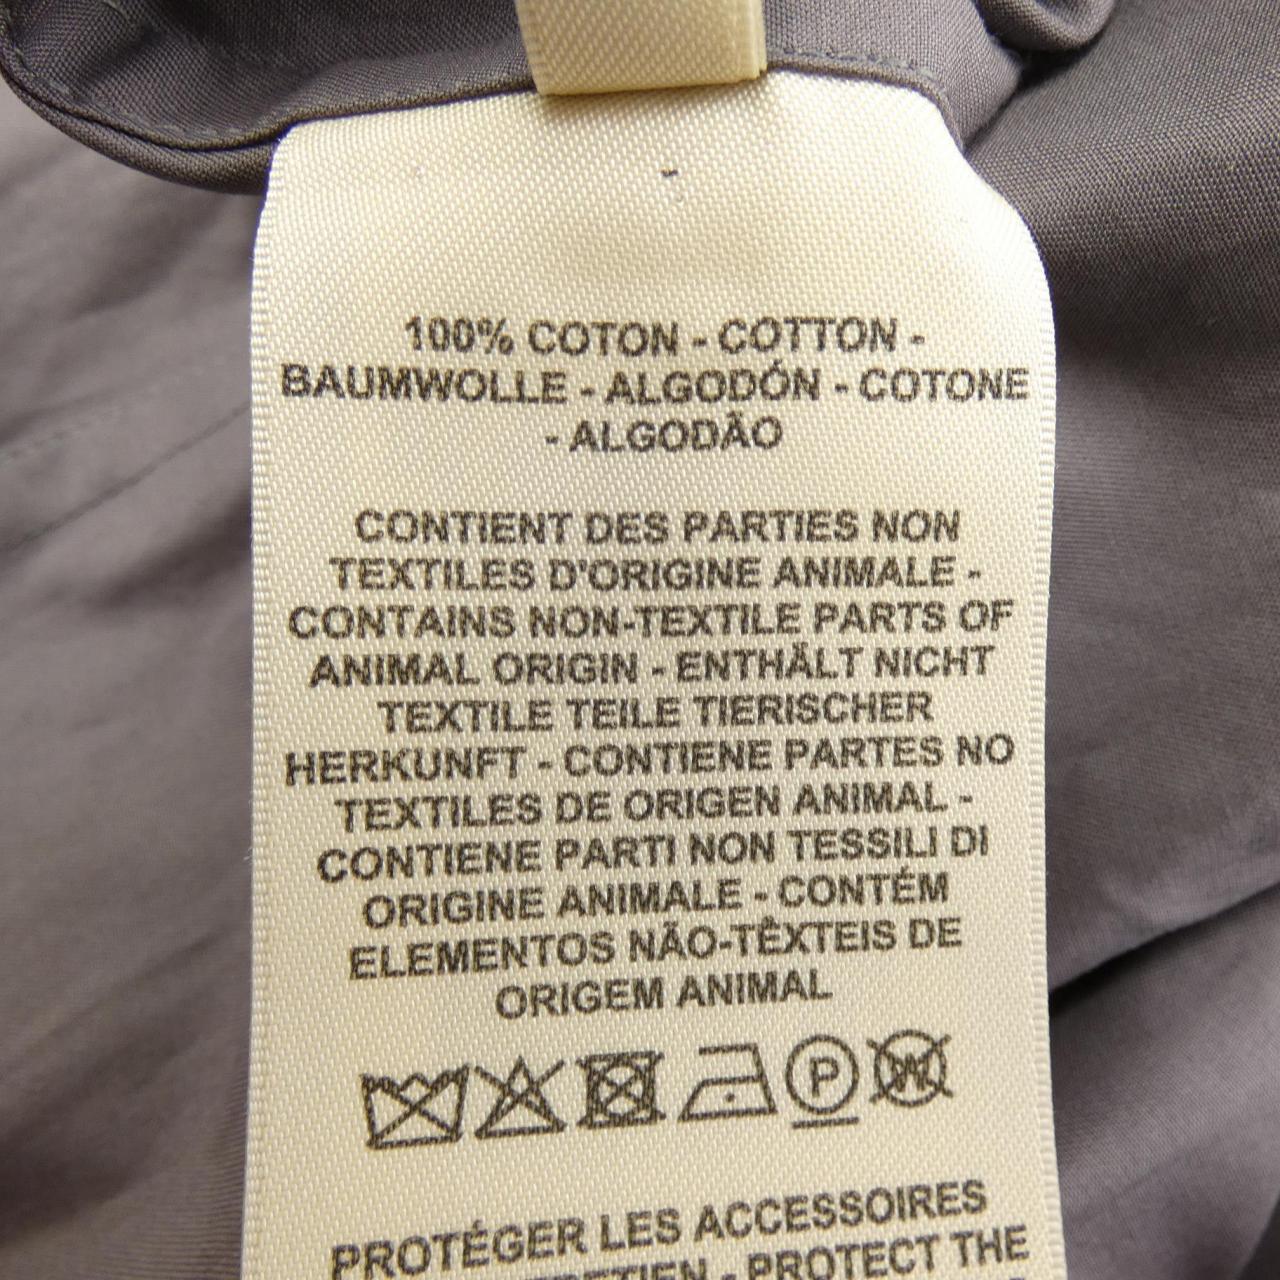 100% COTON - COTTON -
BAUMWOLLE - ALGODÓN - COTONE
- ALGODÃO
CONTIENT DES PARTIES NON
TEXTILES D'ORIGINE ANIMALE -
CONTAINS NON-TEXTILE PARTS OF
ANIMAL ORIGIN - ENTHÄLT NICHT
TEXTILE TEILE TIERISCHER
HERKUNFT - CONTIENE PARTES NO
TEXTILES DE ORIGEN ANIMAL -
CONTIENE PARTI NON TESSILI DI
ORIGINE ANIMALE - CONTÉM
ELEMENTOS NÃO-TÊXTEIS DE
ORIGEM ANIMAL
P W
PROTÉGER LES ACCESSOIRES
- PROTECT THE